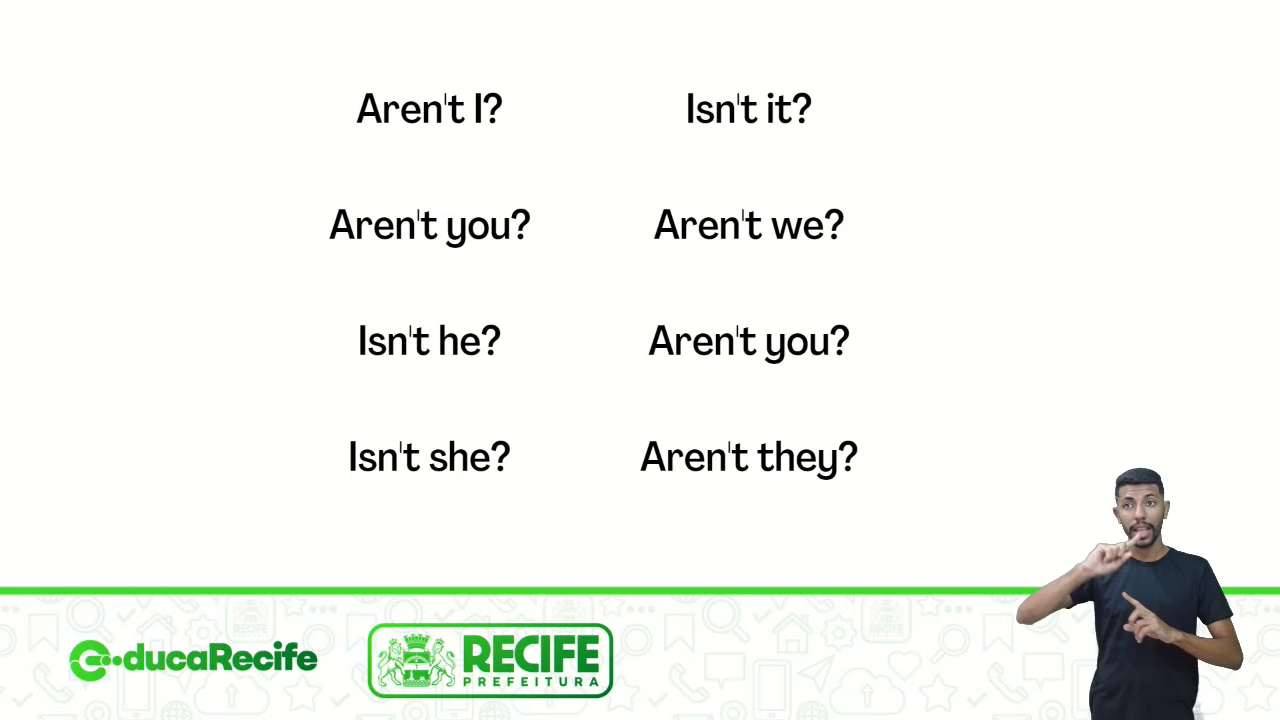 Aren't I?
Aren't you?
Isn't he?
Isn't she?
Isn't it?
Aren't we?
Aren't you?
Aren't they?
educaRecife
RECIFE
PREFEITURA